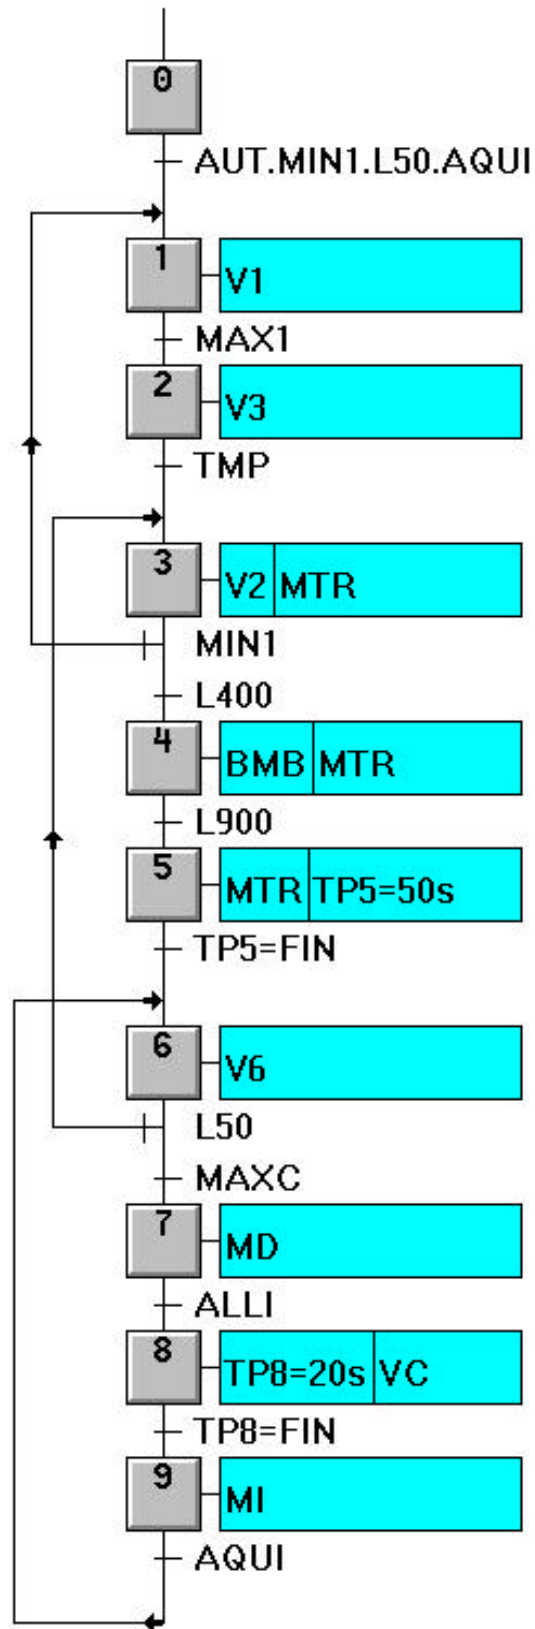 0
AUT.MIN1.L50.AQUI
1 V1
MAX1
2 V3
TMP
3 V2 MTR
MIN1
L400
4 BMB MTR
L900
5 MTR TP5=50s
TP5=FIN
6 V6
L50
MAXC
7 MD
ALLI
8 TP8=20s VC
TP8=FIN
9 MI
AQUI